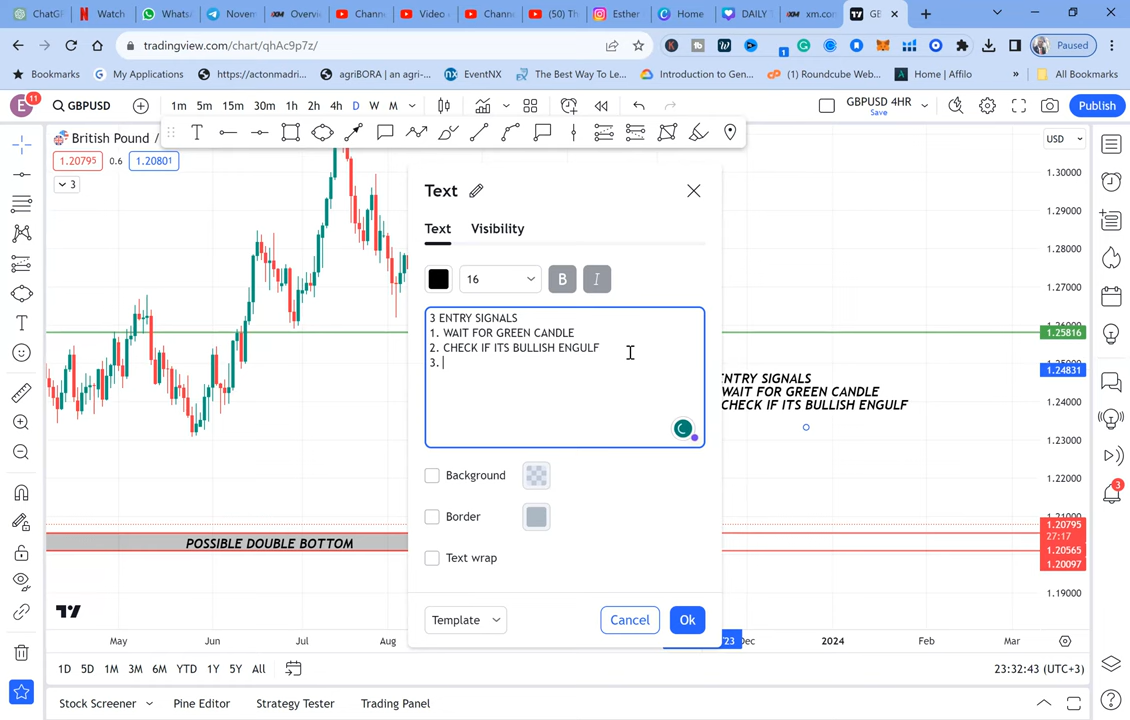 ChatG
Watch
Whats
Novem
Overvi
Chann
Video
Chann
(50) Th
Esther
Home
DAILY
xm.co
GE
tradingview.com/chart/qhAc9p7z/
1
Paused
Bookmarks
My Applications
https://actonmadri...
agriBORA (an agri-...
EventNX
The Best Way To Le...
Introduction to Gen...
(1) Roundcube Web...
Home | Affilo
»
All Bookmarks
E
11
GBPUSD
1m
5m
15m
30m
1h
2h
4h
D
W
M
GBPUSD 4HR
Save
Publish
British Pound /
USD
1.20795
0.6
1.20801
3
Text
Text
Visibility
16
B
I
3 ENTRY SIGNALS
1. WAIT FOR GREEN CANDLE
2. CHECK IF ITS BULLISH ENGULF
3.
Background
Border
Text wrap
Template
Cancel
Ok
ENTRY SIGNALS
WAIT FOR GREEN CANDLE
CHECK IF ITS BULLISH ENGULF
POSSIBLE DOUBLE BOTTOM
1.30000
1.29000
1.28000
1.27000
1.25816
1.24831
1.24000
1.23000
1.22000
1.20795
27:17
1.20565
1.20097
1.19000
3
May
Jun
Jul
Aug
'23
Dec
2024
Feb
Mar
1D
5D
1M
3M
6M
YTD
1Y
5Y
All
23:32:43 (UTC+3)
Stock Screener
Pine Editor
Strategy Tester
Trading Panel